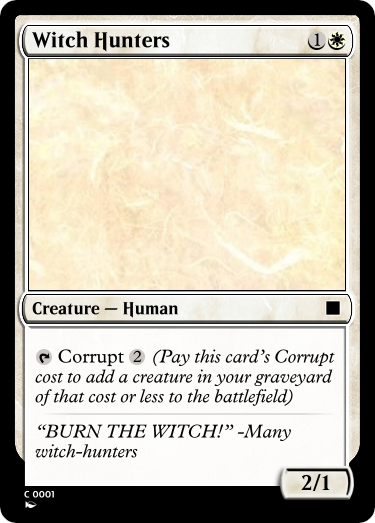 Witch Hunters 1
Creature — Human
Corrupt 2 (Pay this card's Corrupt
cost to add a creature in your graveyard
of that cost or less to the battlefield)
“BURN THE WITCH!” -Many
witch-hunters
2/1
C 0001